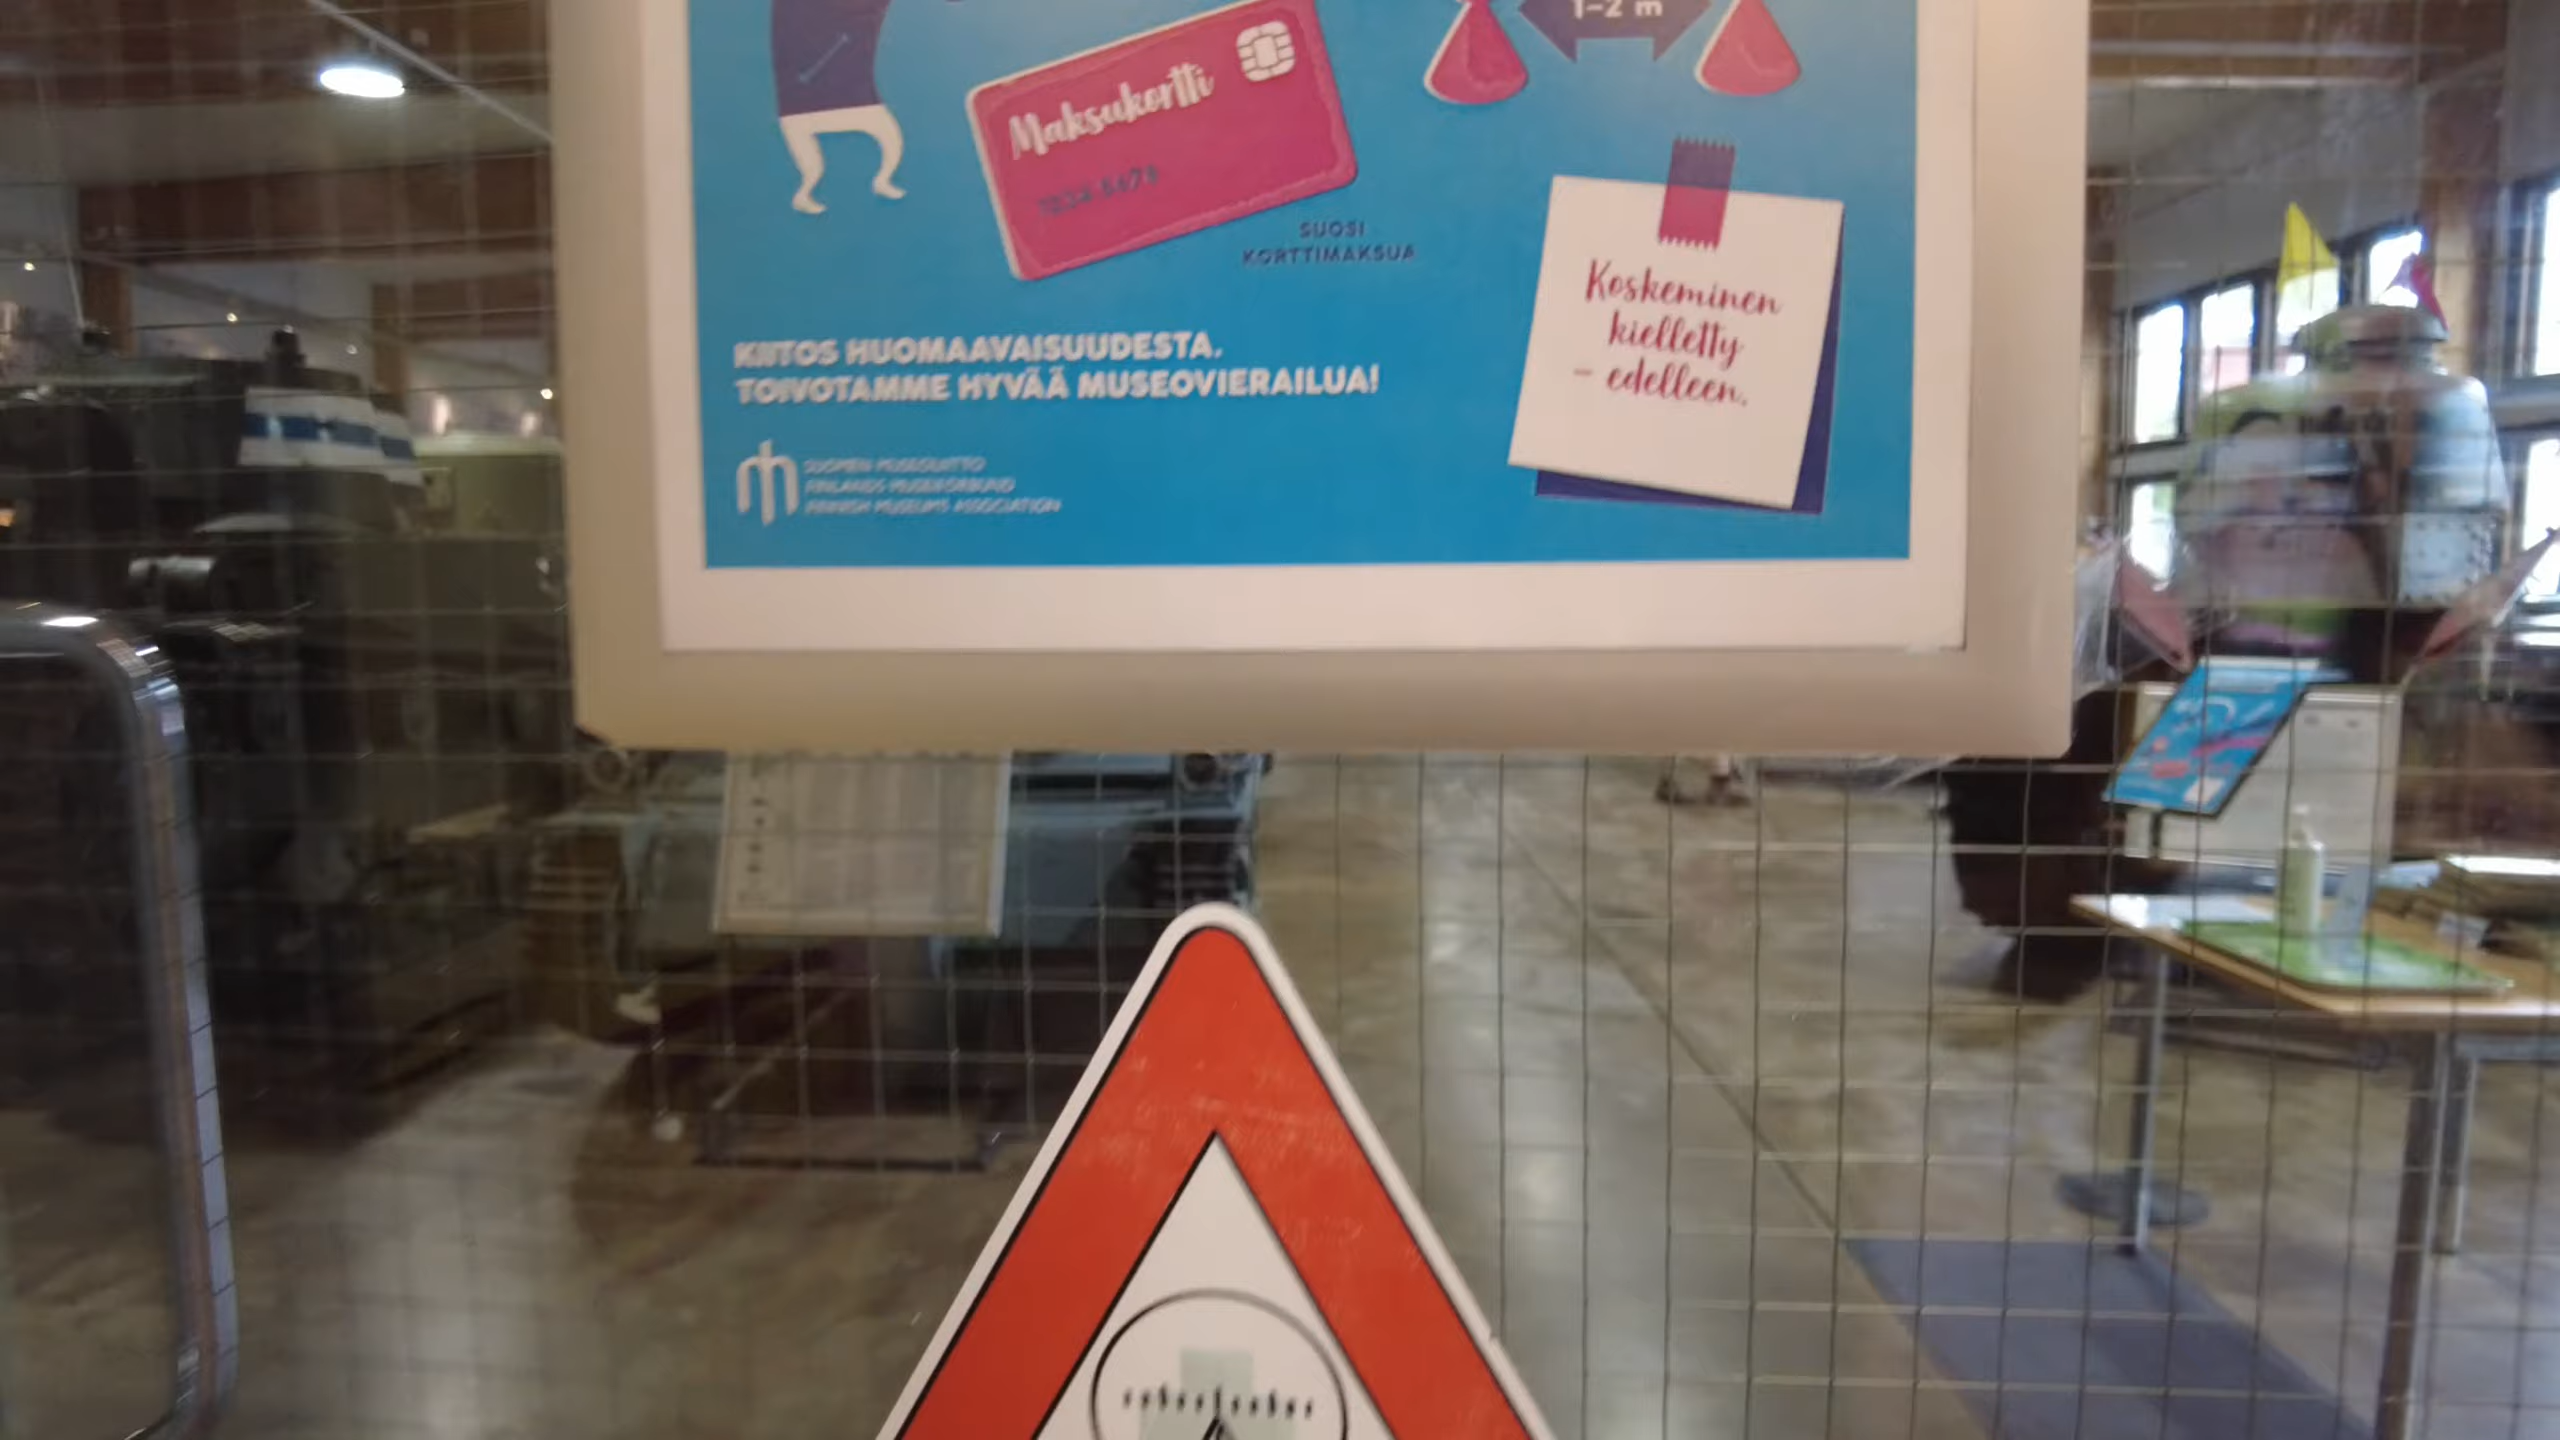 1-2 m
Maksukortti
1234 5678
SUOSI
KORTTIMAKSUA
Koskeminen
kielletty
- edelleen.
KIITOS HUOMAAVAISUUDESTA.
TOIVOTAMME HYVÄÄ MUSEOVIERAILUA!
SUOMEN MUSEOLIITTO
FINLANDS MUSEIFÖRBUND
FINNISH MUSEUMS ASSOCIATION